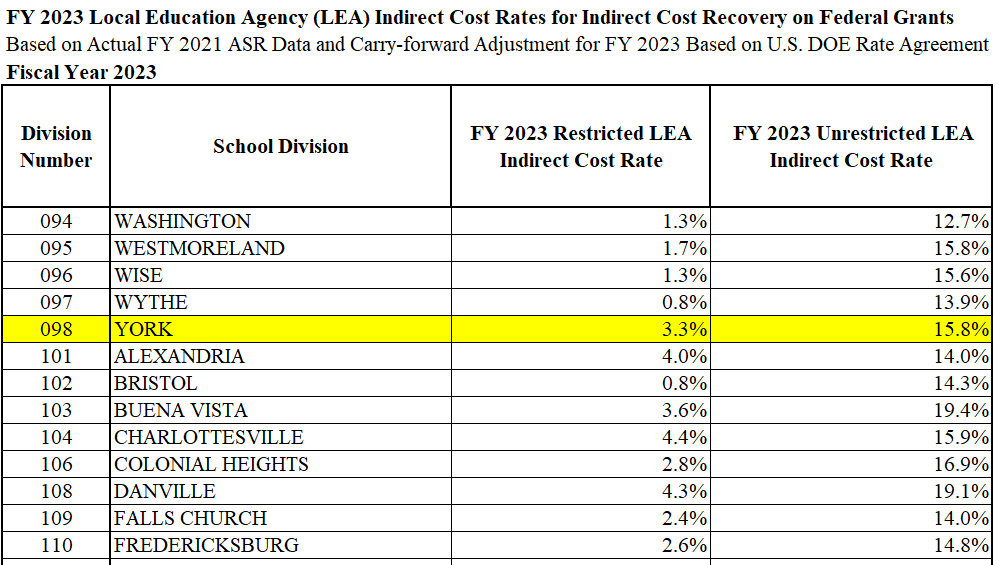 FY 2023 Local Education Agency (LEA) Indirect Cost Rates for Indirect Cost Recovery on Federal Grants
Based on Actual FY 2021 ASR Data and Carry-forward Adjustment for FY 2023 Based on U.S. DOE Rate Agreement
Fiscal Year 2023
Division Number School Division FY 2023 Restricted LEA Indirect Cost Rate FY 2023 Unrestricted LEA Indirect Cost Rate
094 WASHINGTON 1.3% 12.7%
095 WESTMORELAND 1.7% 15.8%
096 WISE 1.3% 15.6%
097 WYTHE 0.8% 13.9%
098 YORK 3.3% 15.8%
101 ALEXANDRIA 4.0% 14.0%
102 BRISTOL 0.8% 14.3%
103 BUENA VISTA 3.6% 19.4%
104 CHARLOTTESVILLE 4.4% 15.9%
106 COLONIAL HEIGHTS 2.8% 16.9%
108 DANVILLE 4.3% 19.1%
109 FALLS CHURCH 2.4% 14.0%
110 FREDERICKSBURG 2.6% 14.8%